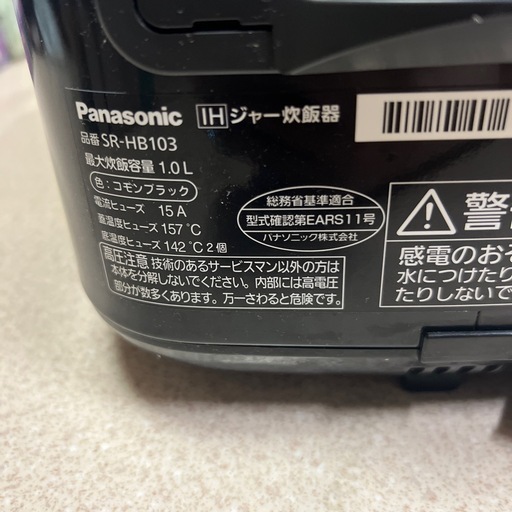 Panasonic IHジャー炊飯器
品番 SR-HB103
最大炊飯容量 1.0L
色:コモンブラック
電流ヒューズ 15A
蓋温度ヒューズ 157℃
底温度ヒューズ 142℃ 2個
高圧注意 技術のあるサービスマン以外の方は
本体を分解しないでください。内部には高電圧
部分が数多くあります。万一さわると危険です。
総務省基準適合
型式確認第EARS11号
パナソニック株式会社
警
感電のおそ
水につけたり
たりしないで